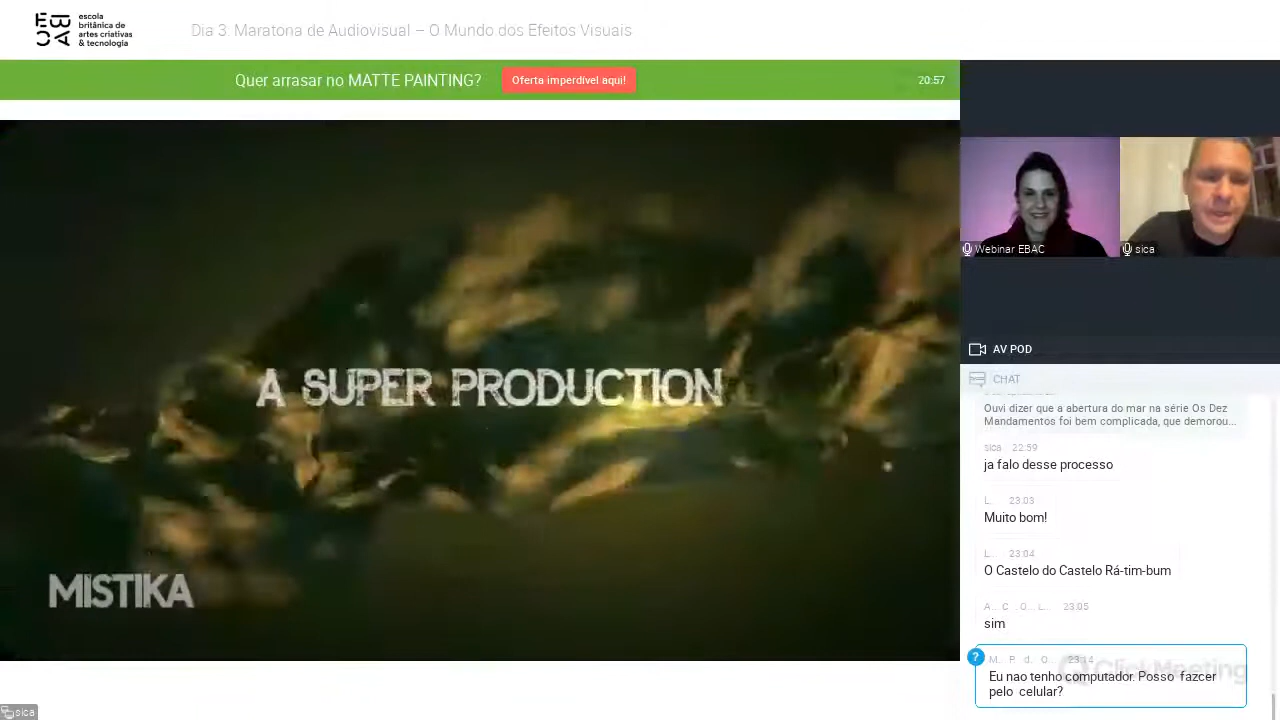 escola
britânica de
artes criativas
& tecnologia
Dia 3: Maratona de Audiovisual – O Mundo dos Efeitos Visuais
Quer arrasar no MATTE PAINTING?
Oferta imperdível aqui!
20:57
A SUPER PRODUCTION
MISTIKA
sica
Webinar EBAC
sica
AV POD
CHAT
Ouvi dizer que a abertura do mar na série Os Dez
Mandamentos foi bem complicada, que demorou...
sica 22:59
ja falo desse processo
L... 23:03
Muito bom!
L... 23:04
O Castelo do Castelo Rá-tim-bum
A... C... O... L... 23:05
sim
? M... P... d... O... 23:14
Eu nao tenho computador. Posso fazcer
pelo celular?
ClickMeeting